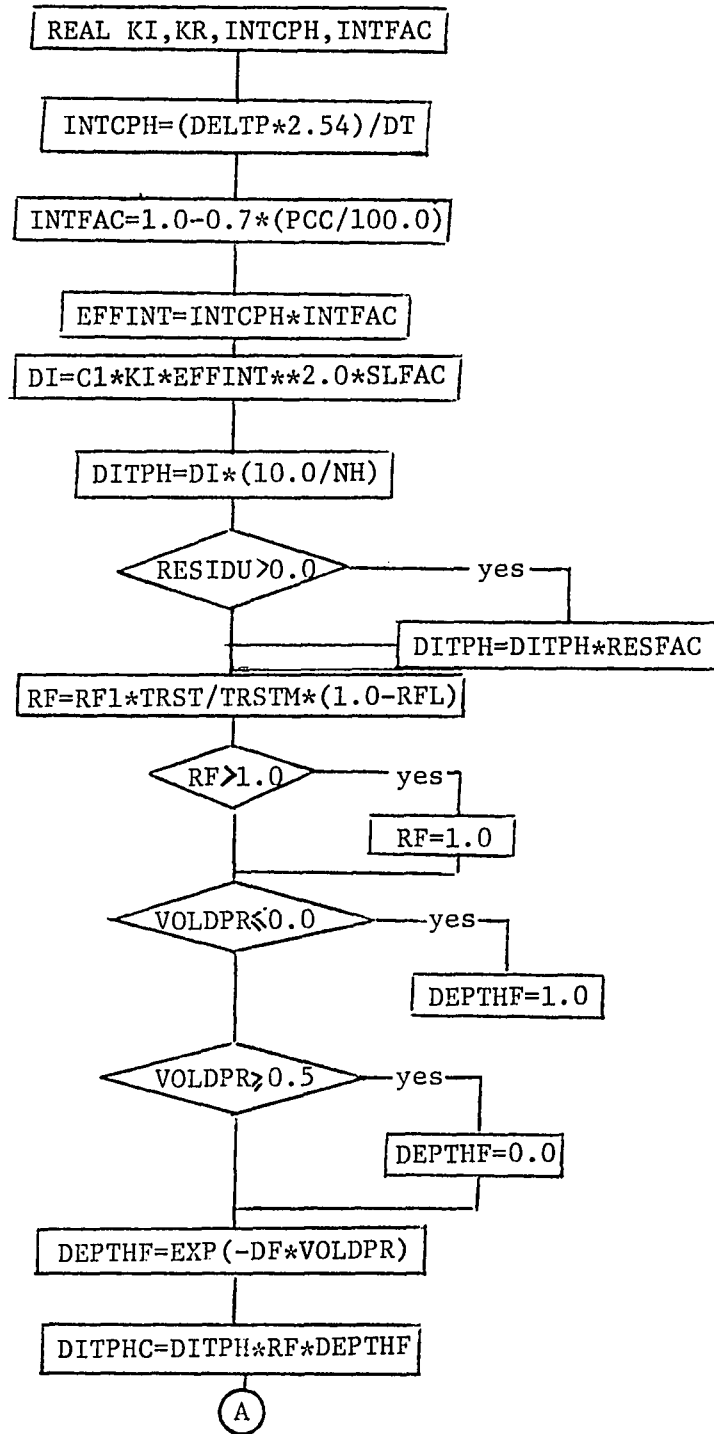 REAL KI,KR,INTCPH,INTFAC
INTCPH=(DELTP*2.54)/DT
INTFAC=1.0-0.7*(PCC/100.0)
EFFINT=INTCPH*INTFAC
DI=C1*KI*EFFINT**2.0*SLFAC
DITPH=DI*(10.0/NH)
RESIDU>0.0
yes
DITPH=DITPH*RESFAC
RF=RF1*TRST/TRSTM*(1.0-RFL)
RF>1.0
yes
RF=1.0
VOLDPR≤0.0
yes
DEPTHF=1.0
VOLDPR≥0.5
yes
DEPTHF=0.0
DEPTHF=EXP(-DF*VOLDPR)
DITPHC=DITPH*RF*DEPTHF
A